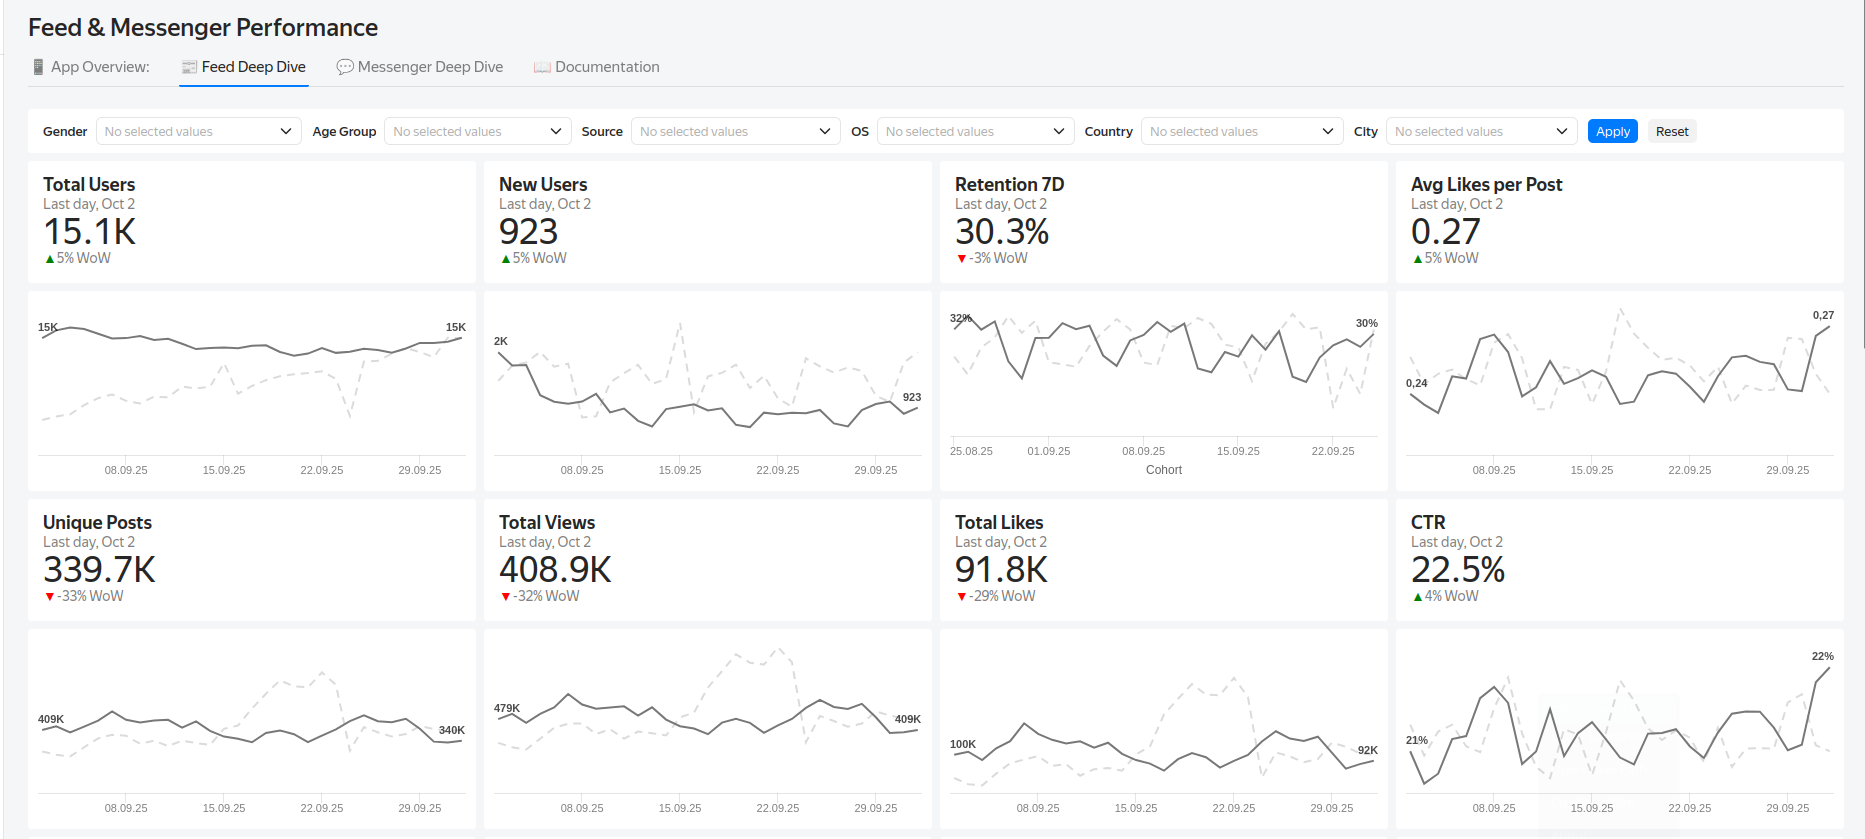 Feed & Messenger Performance
📱 App Overview: 📰 Feed Deep Dive 💬 Messenger Deep Dive 📖 Documentation
Gender No selected values Age Group No selected values Source No selected values OS No selected values Country No selected values City No selected values Apply Reset
Total Users
Last day, Oct 2
15.1K
▲5% WoW
New Users
Last day, Oct 2
923
▲5% WoW
Retention 7D
Last day, Oct 2
30.3%
▼-3% WoW
Avg Likes per Post
Last day, Oct 2
0.27
▲5% WoW
15K 15K
08.09.25 15.09.25 22.09.25 29.09.25
2K 923
08.09.25 15.09.25 22.09.25 29.09.25
32% 30%
25.08.25 01.09.25 08.09.25 15.09.25 22.09.25
Cohort
0,24 0,27
08.09.25 15.09.25 22.09.25 29.09.25
Unique Posts
Last day, Oct 2
339.7K
▼-33% WoW
Total Views
Last day, Oct 2
408.9K
▼-32% WoW
Total Likes
Last day, Oct 2
91.8K
▼-29% WoW
CTR
Last day, Oct 2
22.5%
▲4% WoW
409K 340K
08.09.25 15.09.25 22.09.25 29.09.25
479K 409K
08.09.25 15.09.25 22.09.25 29.09.25
100K 92K
08.09.25 15.09.25 22.09.25 29.09.25
21% 22%
08.09.25 15.09.25 22.09.25 29.09.25